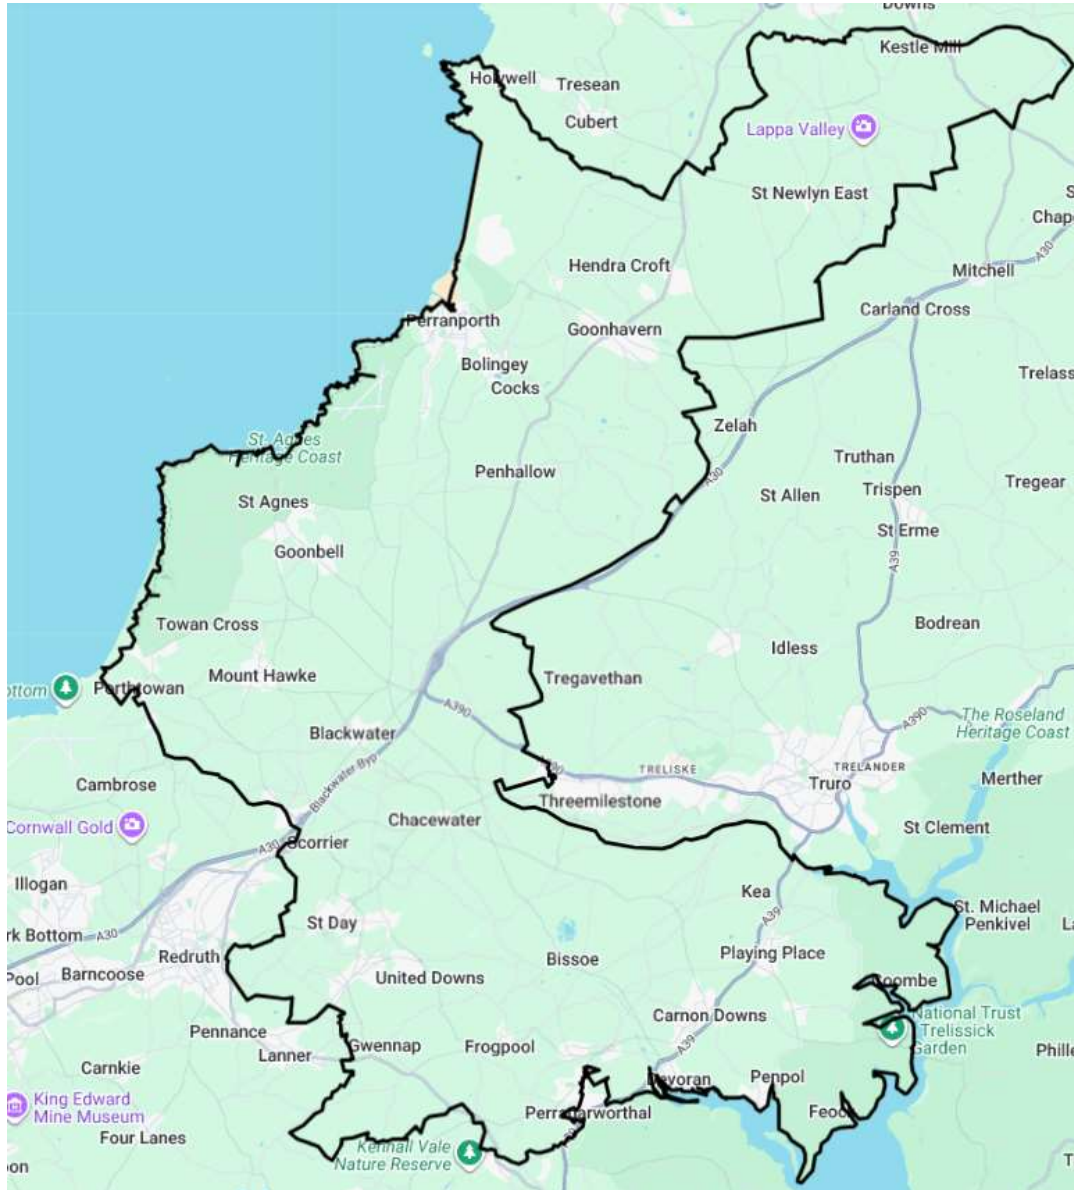 Downs
Kestle Mill
Holywell
Tresean
Cubert
Lappa Valley
St Newlyn East
Hendra Croft
Mitchell
A30
Carland Cross
Perranporth
Goonhavern
Bolingey
Cocks
Zelah
St. Agnes
Heritage Coast
Penhallow
A30
Truthan
St Allen
Trispen
Tregear
St Agnes
St Erme
Goonbell
A39
Towan Cross
Bodrean
Idless
Mount Hawke
Tregavethan
Porthtowan
A390
A390
The Roseland
Heritage Coast
Blackwater
Blackwater Byp
TRELISKE
TRELANDER
Truro
Merther
Cambrose
Threemilestone
Cornwall Gold
Chacewater
St Clement
Scorrier
A30
Illogan
Kea
St. Michael
Penkivel
St Day
A39
A30
Redruth
Barncoose
Pool
Bissoe
Playing Place
United Downs
Coombe
Carnon Downs
National Trust
Trelissick
Garden
Pennance
Lanner
Gwennap
Frogpool
A39
Carnkie
Devoran
Penpol
King Edward
Mine Museum
Perranarworthal
Feock
Four Lanes
Kennall Vale
Nature Reserve